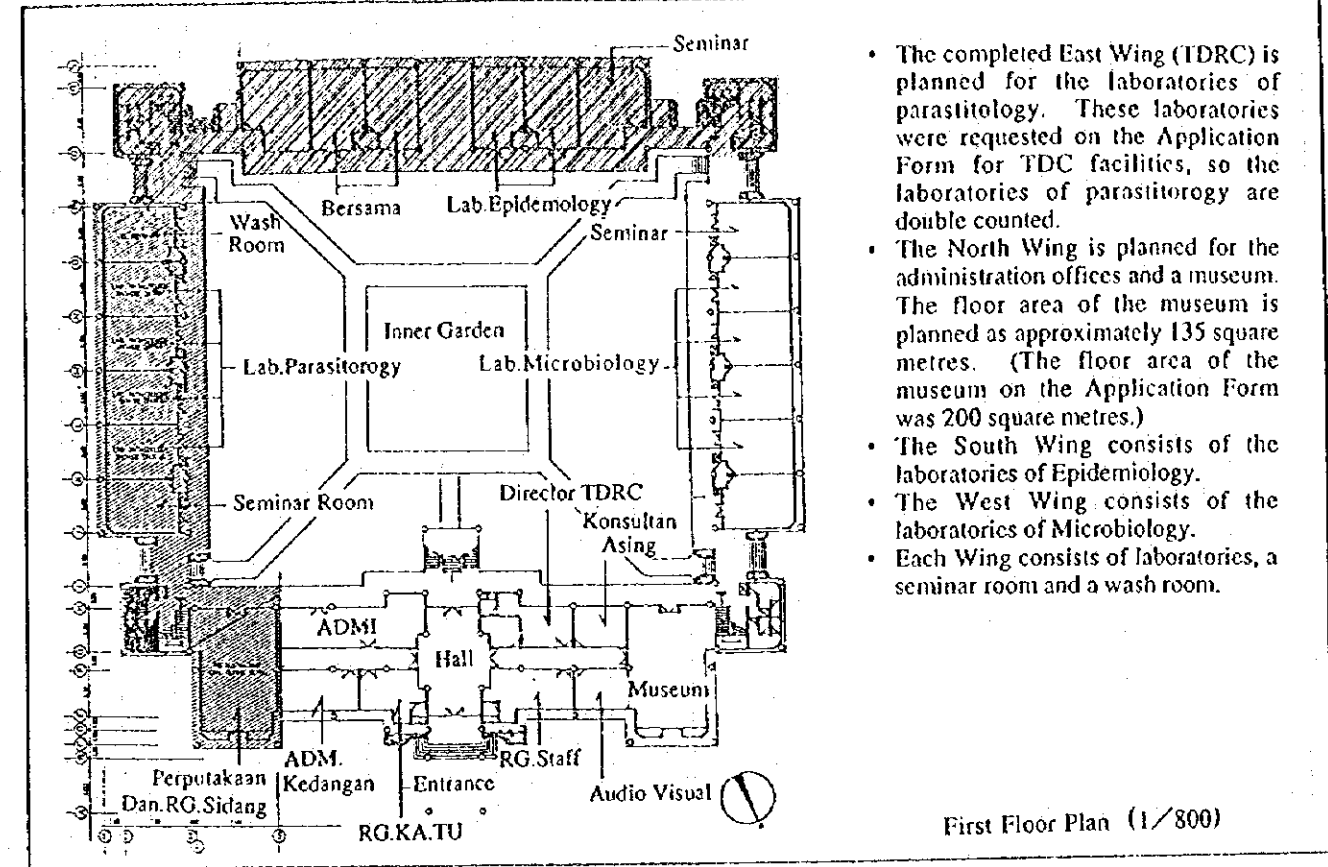 Seminar
Bersama
Lab.Epidemology
Wash
Room
Seminar
Inner Garden
Lab.Parasitorogy
Lab.Microbiology
Seminar Room
Director TDRC
Konsultan
Asing
ADMI
Hall
Museum
Perputakaan
Dan.RG.Sidang
ADM.
Kedangan
RG.KA.TU
Entrance
RG.Staff
Audio Visual
• The completed East Wing (TDRC) is
planned for the laboratories of
parastitology. These laboratories
were requested on the Application
Form for TDC facilities, so the
laboratories of parastitorogy are
double counted.
• The North Wing is planned for the
administration offices and a museum.
The floor area of the museum is
planned as approximately 135 square
metres. (The floor area of the
museum on the Application Form
was 200 square metres.)
• The South Wing consists of the
laboratories of Epidemiology.
• The West Wing consists of the
laboratories of Microbiology.
• Each Wing consists of laboratories, a
seminar room and a wash room.
First Floor Plan (1/800)